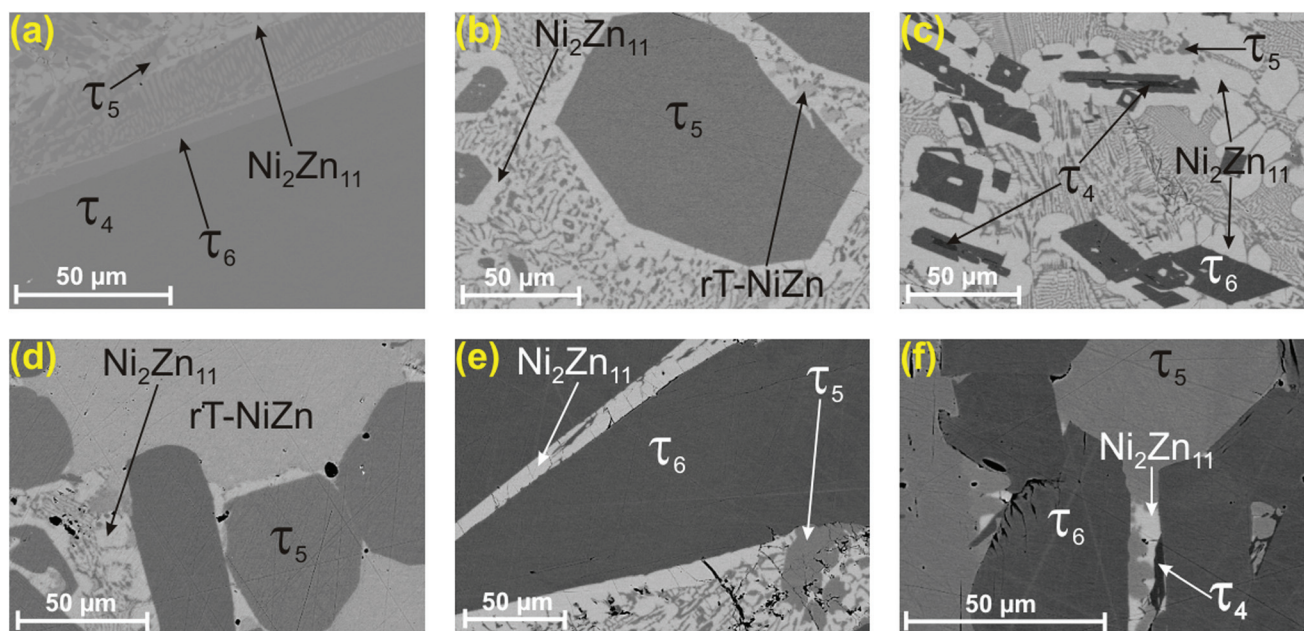 (a)
τ₅
Ni₂Zn₁₁
τ₄
τ₆
50 μm
(b)
Ni₂Zn₁₁
τ₅
rT-NiZn
50 μm
(c)
τ₅
τ₄
Ni₂Zn₁₁
τ₆
50 μm
(d)
Ni₂Zn₁₁
rT-NiZn
τ₅
50 μm
(e)
Ni₂Zn₁₁
τ₅
τ₆
50 μm
(f)
τ₅
Ni₂Zn₁₁
τ₆
τ₄
50 μm